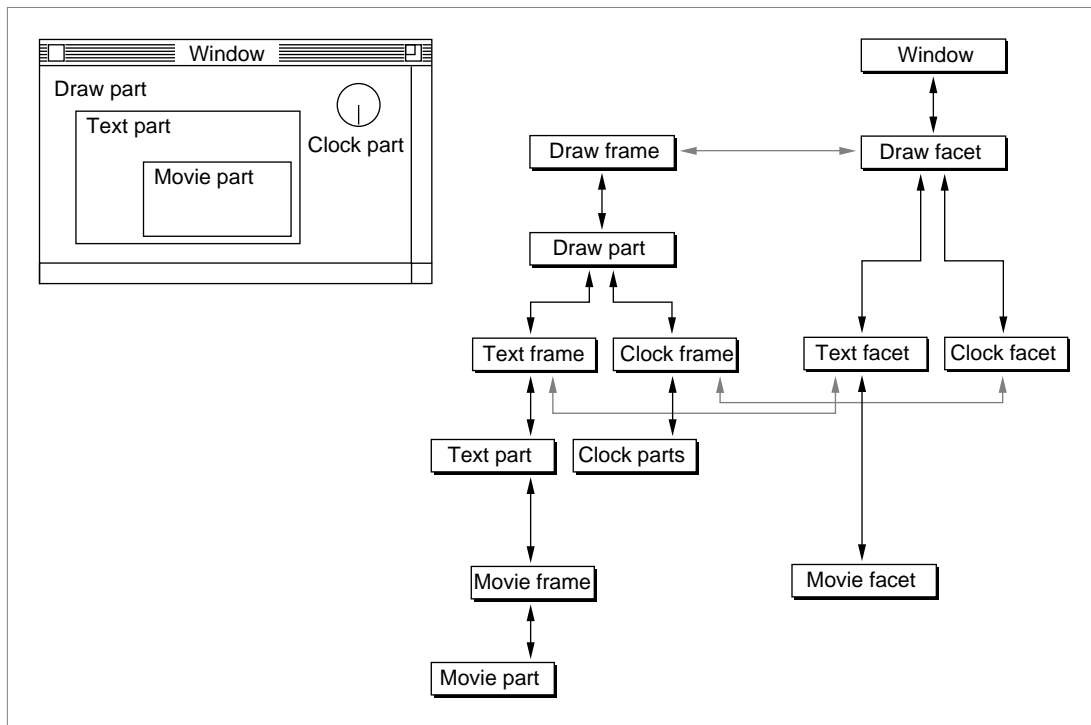 Window
Draw part
Text part
Clock part
Movie part
Window
Draw frame
Draw facet
Draw part
Text frame
Clock frame
Text facet
Clock facet
Text part
Clock parts
Movie frame
Movie facet
Movie part